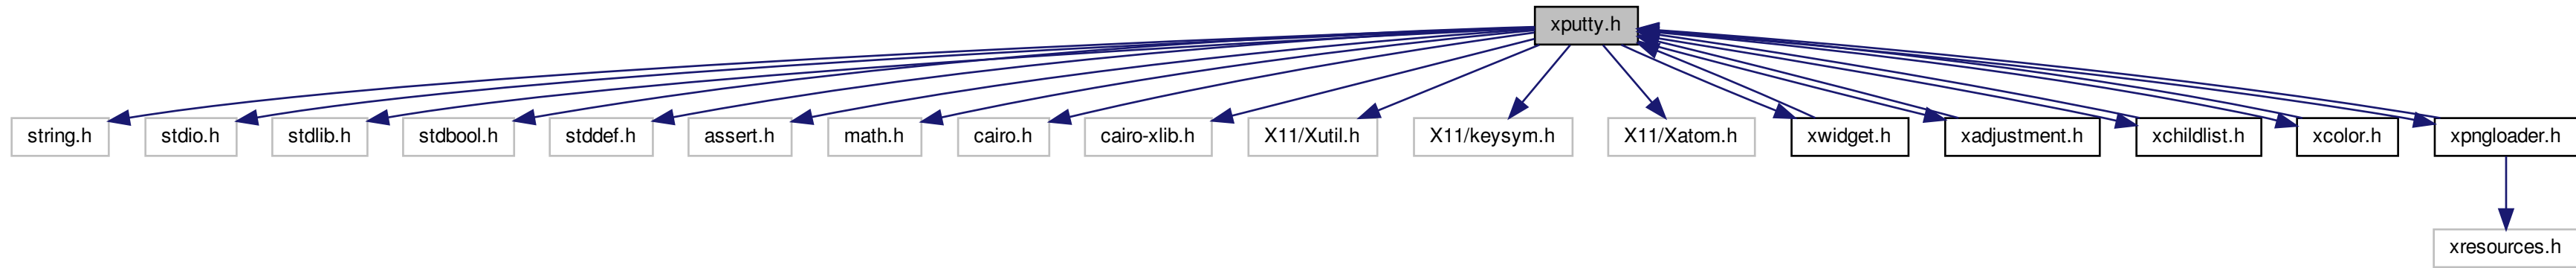 xputty.h
string.h
stdio.h
stdlib.h
stdbool.h
stddef.h
assert.h
math.h
cairo.h
cairo-xlib.h
X11/Xutil.h
X11/keysym.h
X11/Xatom.h
xwidget.h
xadjustment.h
xchildlist.h
xcolor.h
xpngloader.h
xresources.h